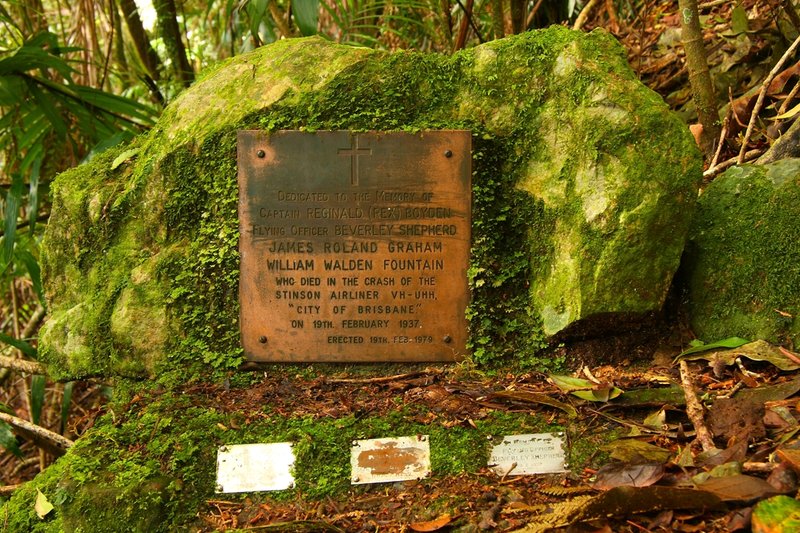 DEDICATED TO THE MEMORY OF
CAPTAIN REGINALD (REX) BOYDEN
FLYING OFFICER BEVERLEY SHEPHERD
JAMES ROLAND GRAHAM
WILLIAM WALDEN FOUNTAIN
WHO DIED IN THE CRASH OF THE
STINSON AIRLINER VH-UHH,
"CITY OF BRISBANE"
ON 19TH. FEBRUARY 1937.
ERECTED 19TH. FEB. 1979
FLYING OFFICER
BEVERLEY SHEPHERD